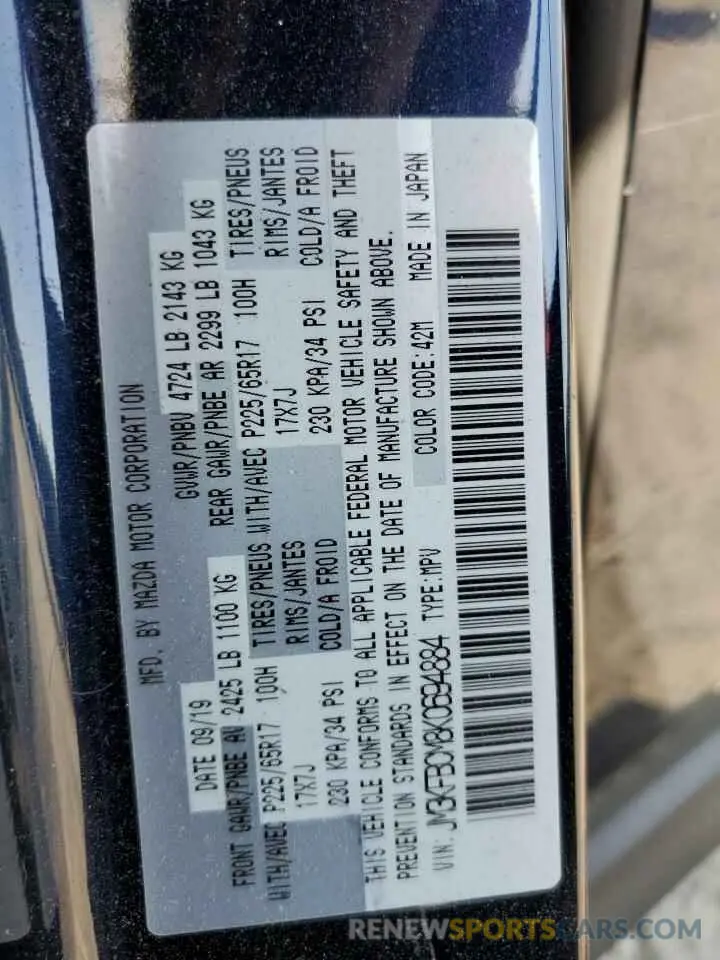 MFD. BY MAZDA MOTOR CORPORATION
DATE 09/19 GVWR/PNBV 4724 LB 2143 KG
FRONT GAWR/PNBE AV 2425 LB 1100 KG REAR GAWR/PNBE AR 2299 LB 1043 KG
WITH/AVEC P225/65R17 100H TIRES/PNEUS WITH/AVEC P225/65R17 100H TIRES/PNEUS
17X7J RIMS/JANTES 17X7J RIMS/JANTES
230 KPA/34 PSI COLD/A FROID 230 KPA/34 PSI COLD/A FROID
THIS VEHICLE CONFORMS TO ALL APPLICABLE FEDERAL MOTOR VEHICLE SAFETY AND THEFT
PREVENTION STANDARDS IN EFFECT ON THE DATE OF MANUFACTURE SHOWN ABOVE.
VIN: JM3KFBCM8K0694884 TYPE:MPV COLOR CODE:42M MADE IN JAPAN
RENEWSPORTSCARS.COM